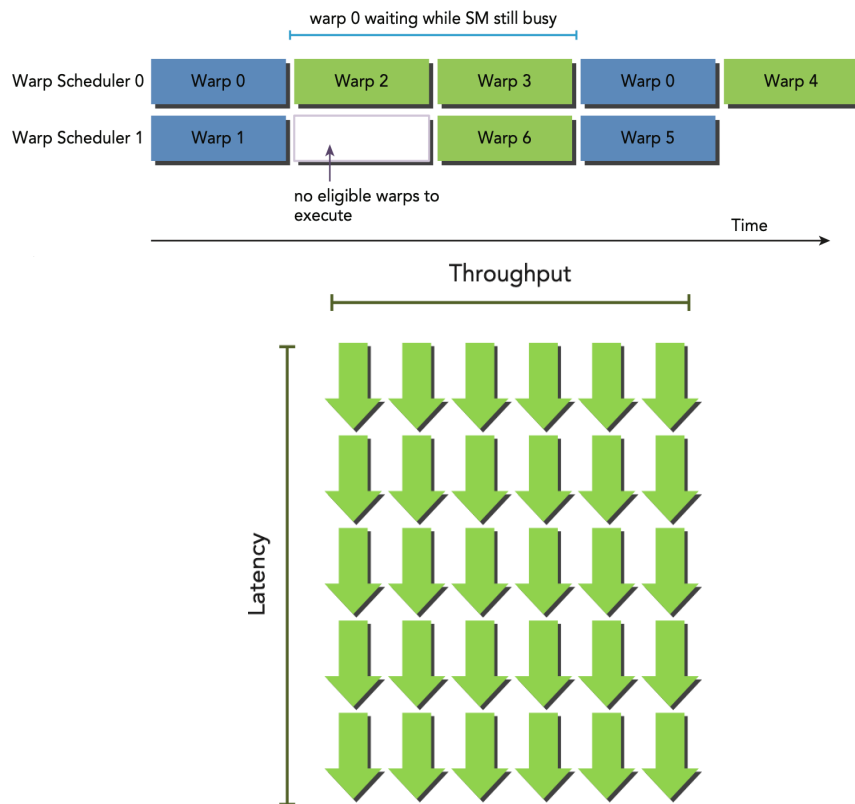 warp 0 waiting while SM still busy
Warp Scheduler 0 Warp 0 Warp 2 Warp 3 Warp 0 Warp 4
Warp Scheduler 1 Warp 1 Warp 6 Warp 5
no eligible warps to
execute
Time
Throughput
Latency